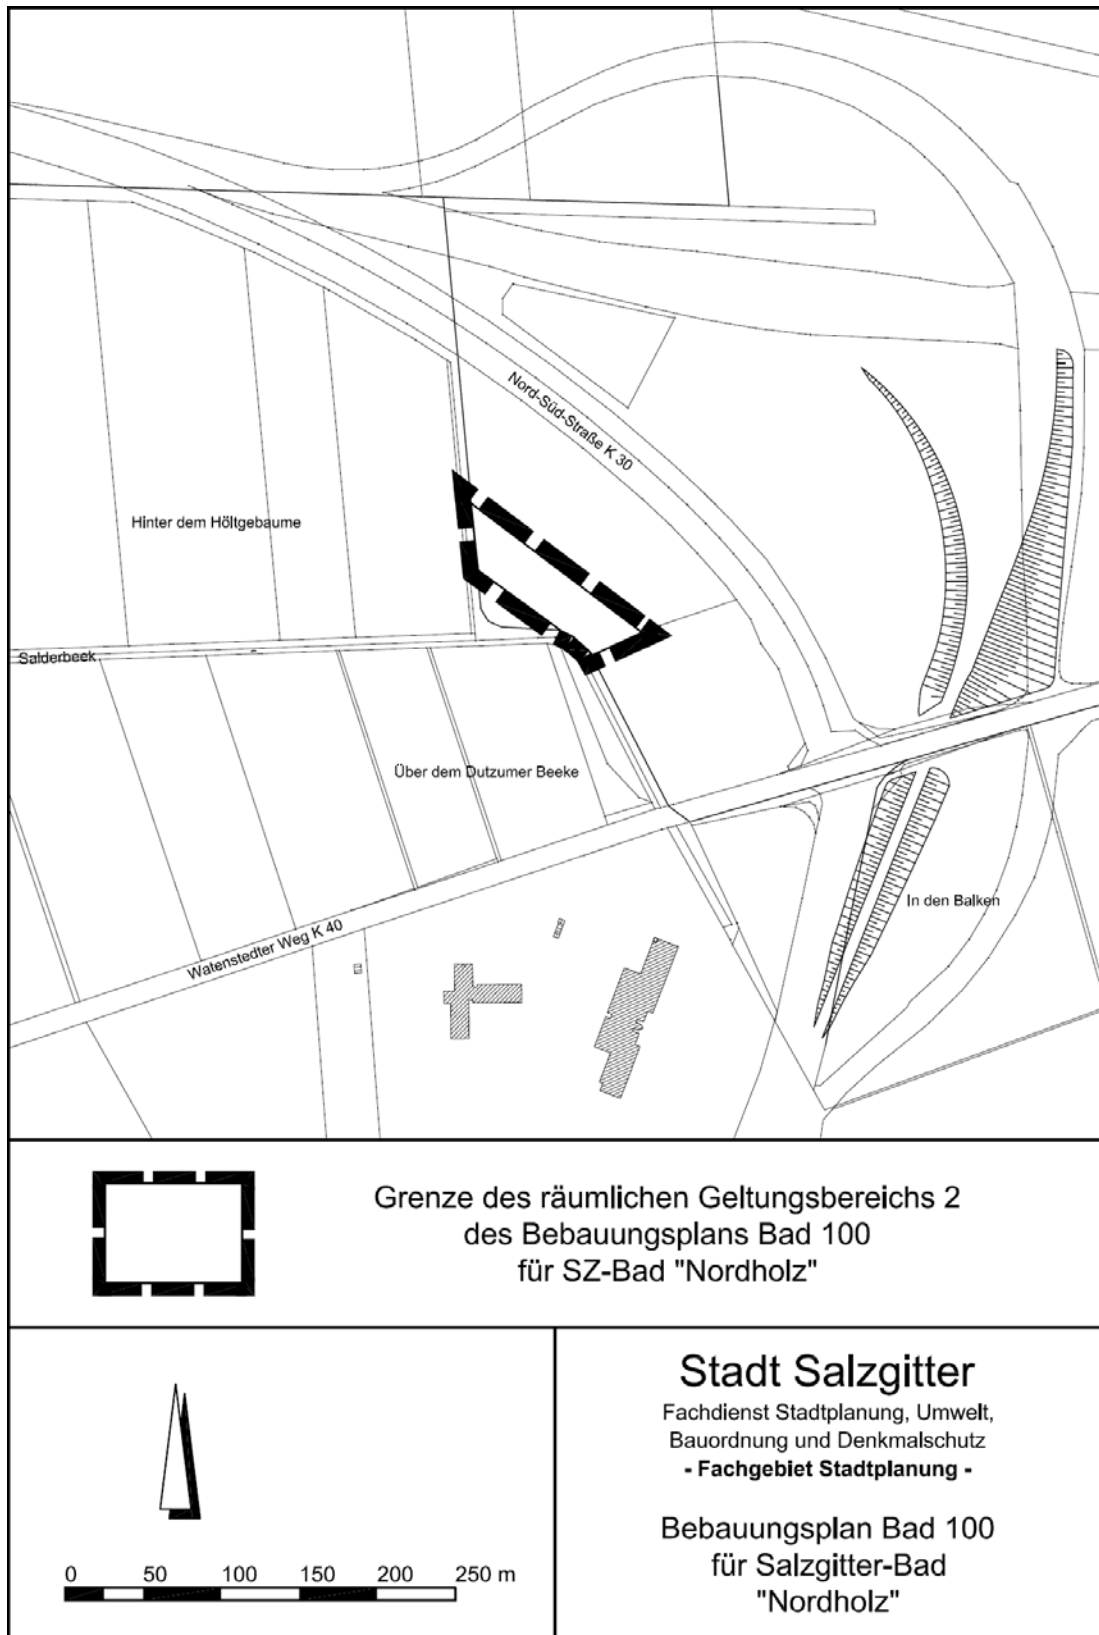 Nord-Süd-Straße K 30
Hinter dem Höltgebaume
Salderbeek
Über dem Dutzumer Beeke
In den Balken
Watenstedter Weg K 40
Grenze des räumlichen Geltungsbereichs 2
des Bebauungsplans Bad 100
für SZ-Bad "Nordholz"
0 50 100 150 200 250 m
Stadt Salzgitter
Fachdienst Stadtplanung, Umwelt,
Bauordnung und Denkmalschutz
- Fachgebiet Stadtplanung -
Bebauungsplan Bad 100
für Salzgitter-Bad
"Nordholz"